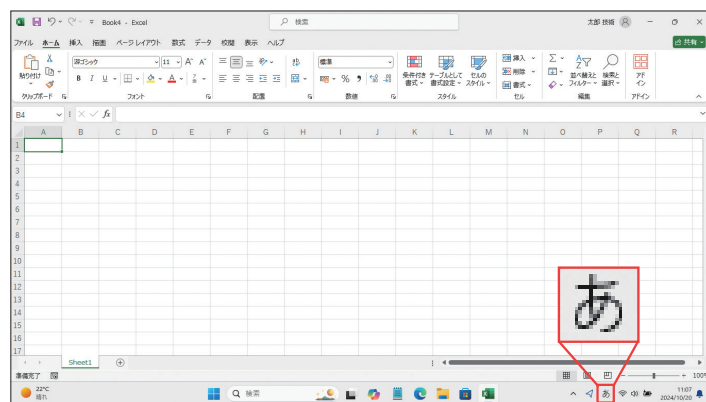 Book4 - Excel
検索
太郎 技術
ファイル ホーム 挿入 描画 ページ レイアウト 数式 データ 校閲 表示 ヘルプ
共有
游ゴシック 11 A^ Aˇ
標準
貼り付け
B I U
A
% 9
条件付き書式 テーブルとして書式設定 セルのスタイル
挿入
削除
書式
Σ
並べ替えとフィルター 検索と選択
アドイン
クリップボード フォント 配置 数値 スタイル セル 編集 アドイン
B4 fx
A B C D E F G H I J K L M N O P Q R
1
2
3
4
5
6
7
8
9
10
11
12
13
14
15
16
17
あ
Sheet1
準備完了
100%
22°C
晴れ
検索
あ
11:07
2024/10/20